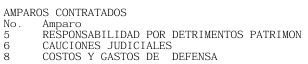 AMPAROS CONTRATADOS
No. Amparo
5 RESPONSABILIDAD POR DETRIMENTOS PATRIMON
6 CAUCIONES JUDICIALES
8 COSTOS Y GASTOS DE DEFENSA